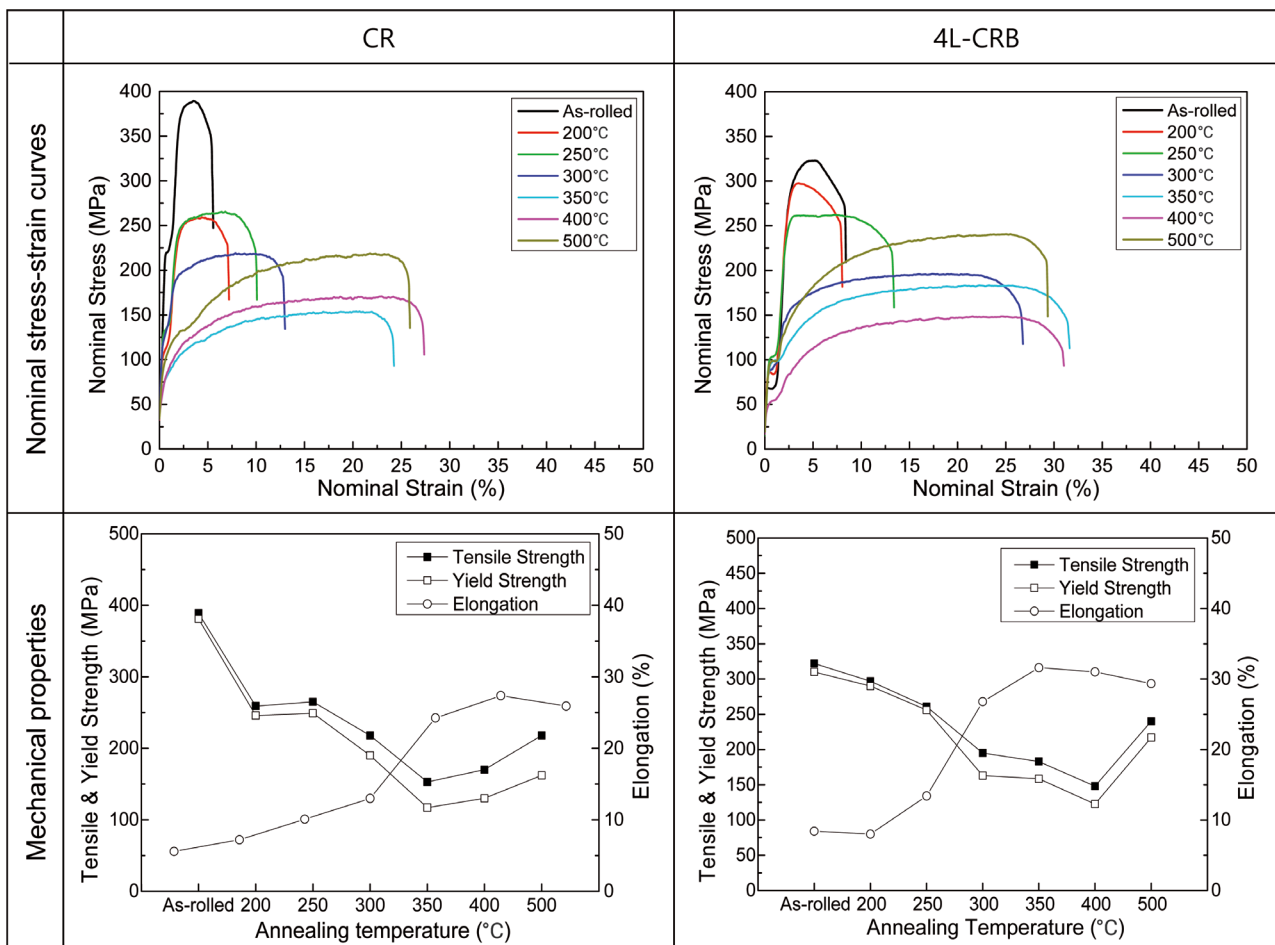 CR
4L-CRB
Nominal stress-strain curves
Nominal Stress (MPa)
400
350
300
250
200
150
100
50
0
0 5 10 15 20 25 30 35 40 45 50
Nominal Strain (%)
As-rolled
200°C
250°C
300°C
350°C
400°C
500°C
Nominal Stress (MPa)
400
350
300
250
200
150
100
50
0
0 5 10 15 20 25 30 35 40 45 50
Nominal Strain (%)
As-rolled
200°C
250°C
300°C
350°C
400°C
500°C
Mechanical properties
Tensile & Yield Strength (MPa)
500
400
300
200
100
0
Tensile Strength
Yield Strength
Elongation
50
40
30
20
10
0
Elongation (%)
As-rolled 200 250 300 350 400 500
Annealing temperature (°C)
Tensile & Yield Strength (MPa)
500
450
400
350
300
250
200
150
100
50
0
Tensile Strength
Yield Strength
Elongation
50
40
30
20
10
0
Elongation (%)
As-rolled 200 250 300 350 400 500
Annealing Temperature (°C)